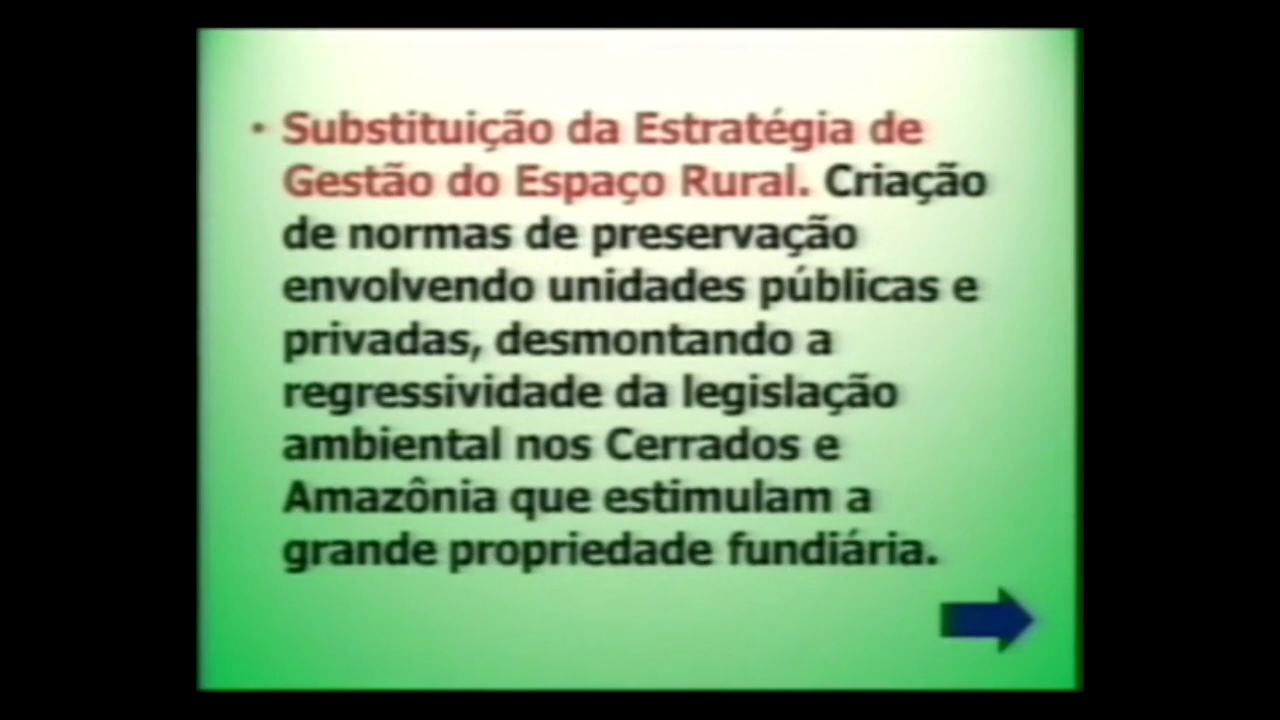 • Substituição da Estratégia de
Gestão do Espaço Rural. Criação
de normas de preservação
envolvendo unidades públicas e
privadas, desmontando a
regressividade da legislação
ambiental nos Cerrados e
Amazônia que estimulam a
grande propriedade fundiária.